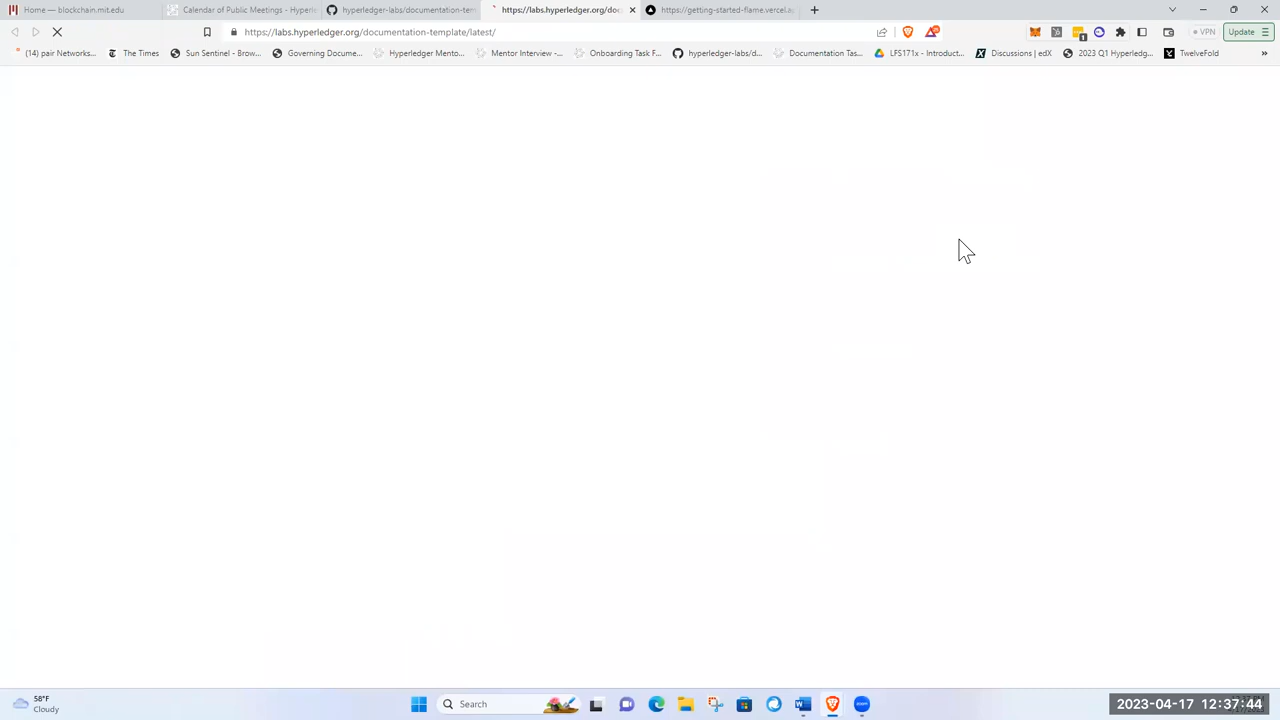 Home — blockchain.mit.edu
Calendar of Public Meetings - Hyperle
hyperledger-labs/documentation-tem
https://labs.hyperledger.org/doc
https://getting-started-flame.vercel.ap
https://labs.hyperledger.org/documentation-template/latest/
VPN
Update
(14) pair Networks...
The Times
Sun Sentinel - Brow...
Governing Docume...
Hyperledger Mento...
Mentor Interview -...
Onboarding Task F...
hyperledger-labs/d...
Documentation Tas...
LFS171x - Introduct...
Discussions | edX
2023 Q1 Hyperledg...
TwelveFold
»
58°F
Cloudy
Search
zoom
2023-04-17 12:37:44